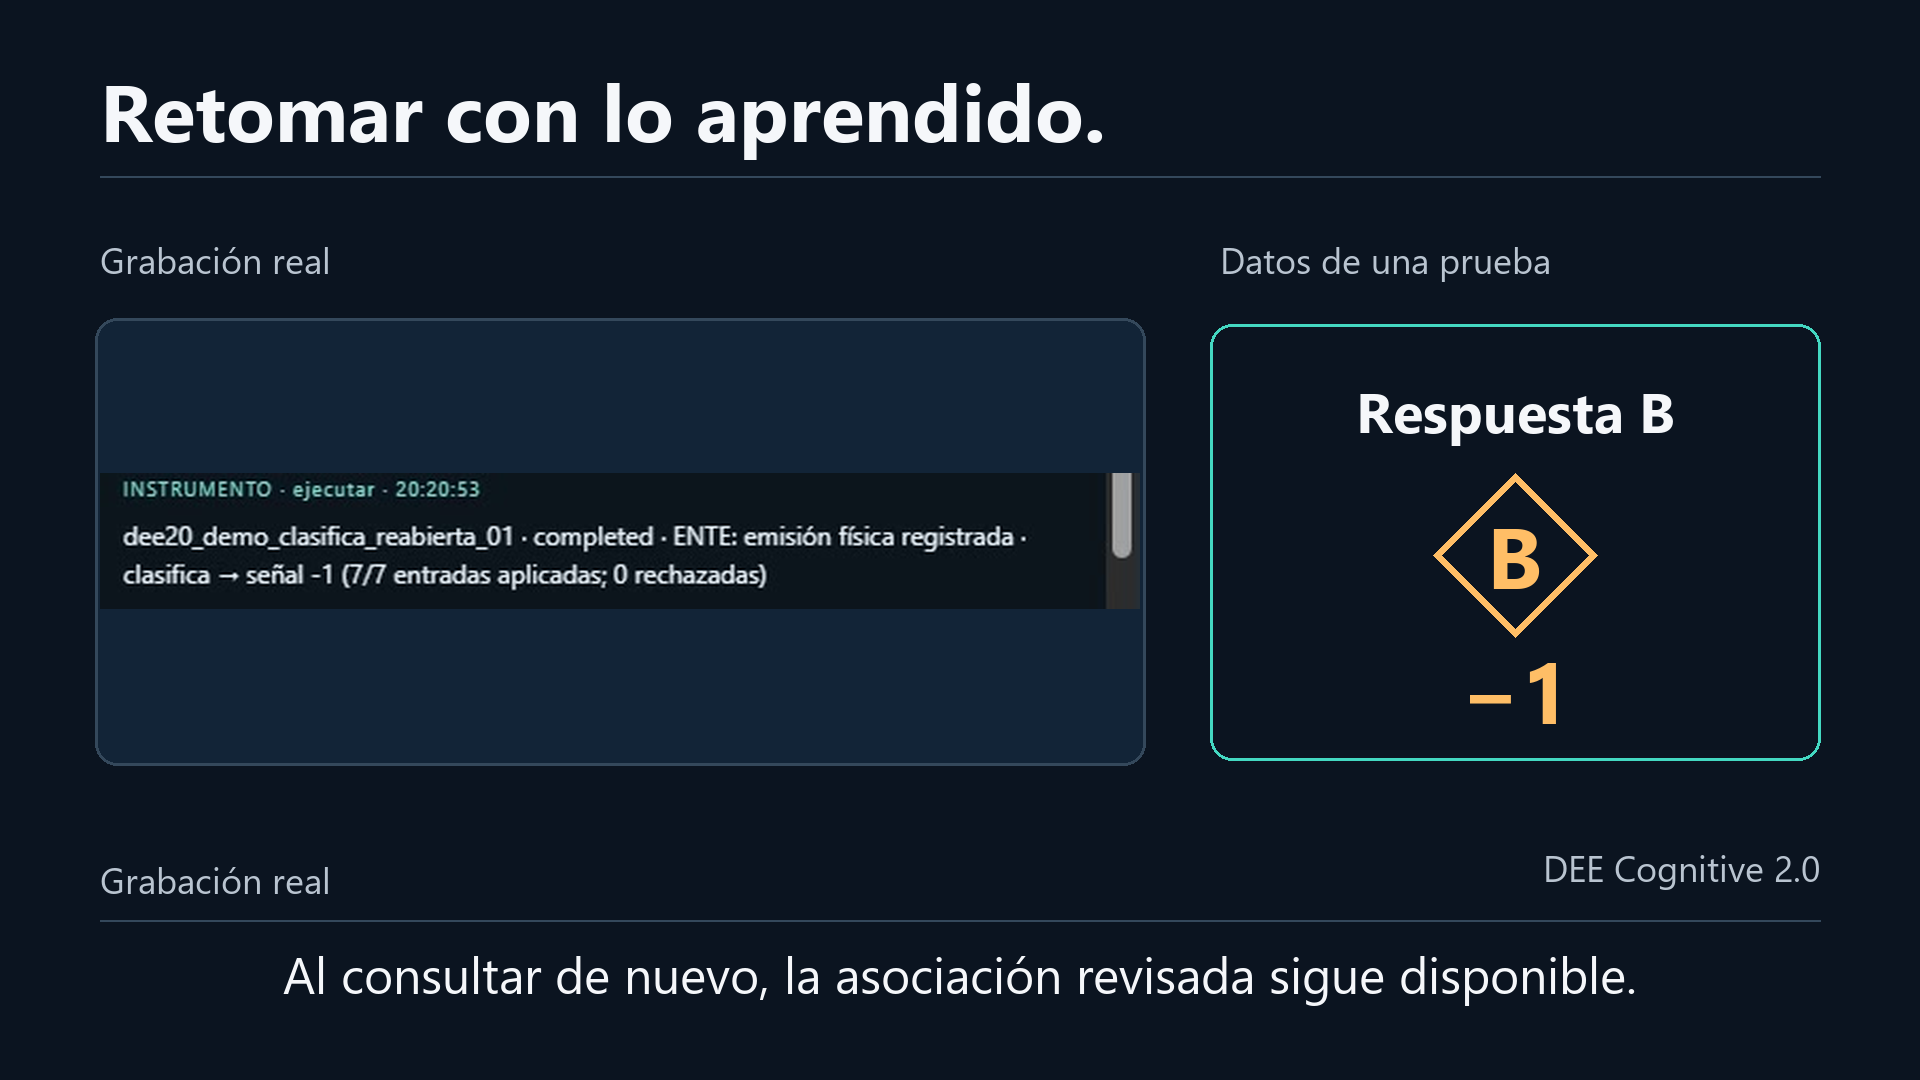 Retomar con lo aprendido.
Grabación real
Datos de una prueba
INSTRUMENTO - ejecutar - 20:20:53
dee20_demo_clasifica_reabierta_01 · completed · ENTE: emisión física registrada ·
clasifica → señal -1 (7/7 entradas aplicadas; 0 rechazadas)
Respuesta B
B
−1
Grabación real
DEE Cognitive 2.0
Al consultar de nuevo, la asociación revisada sigue disponible.